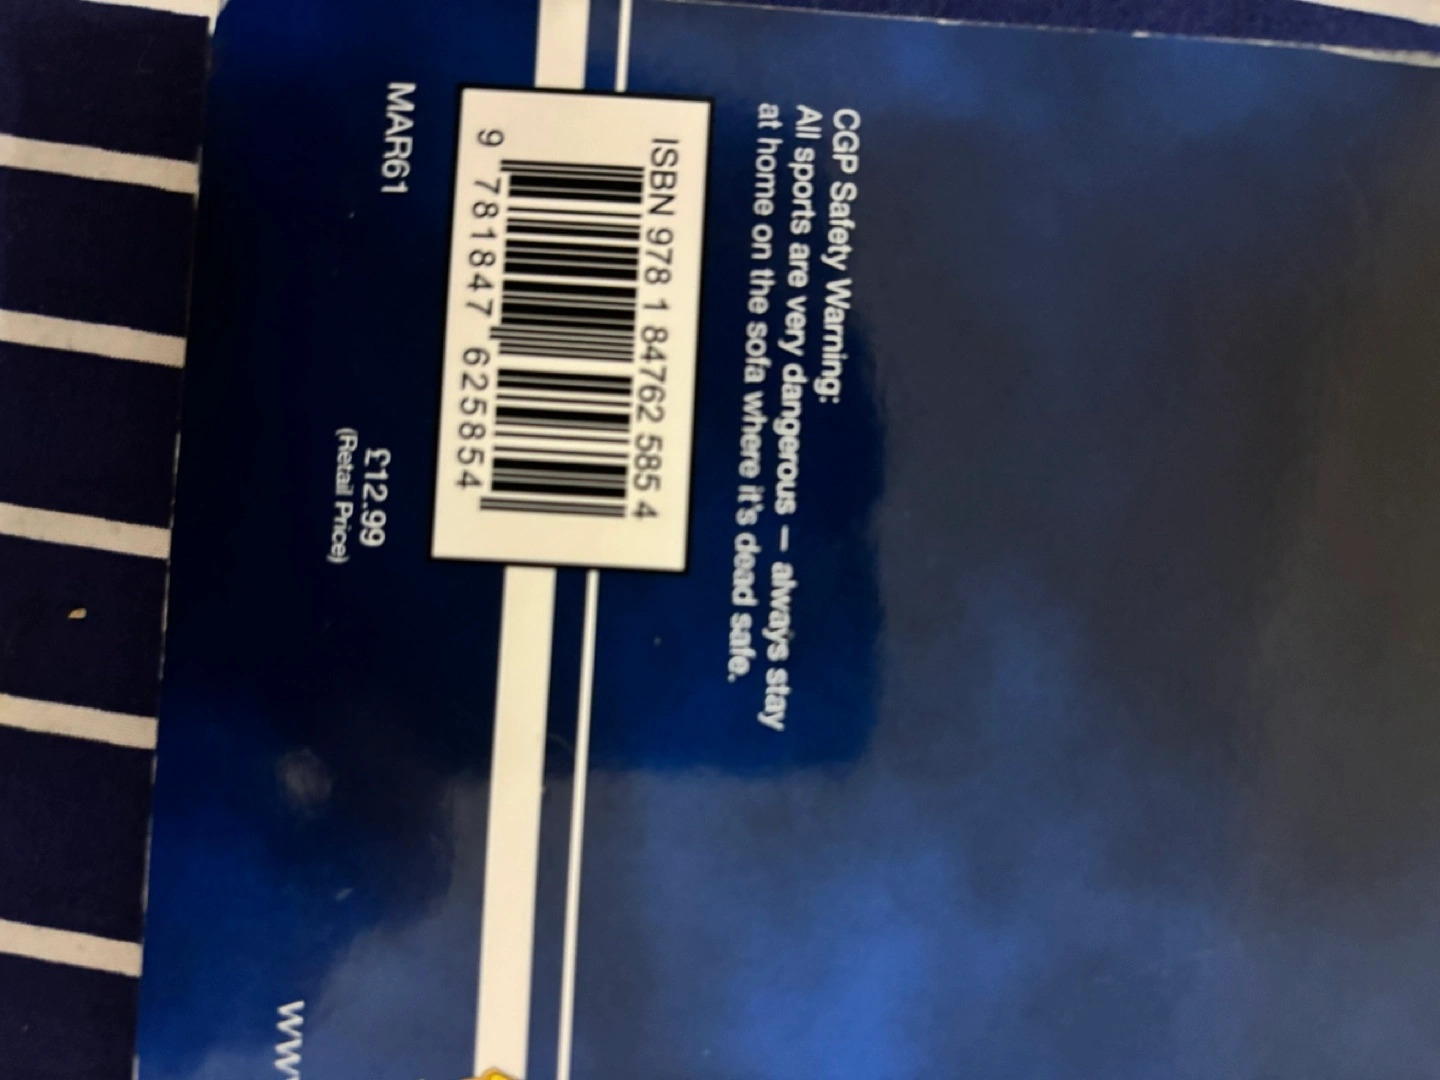 CGP Safety Warning:
All sports are very dangerous – always stay
at home on the sofa where it's dead safe.
ISBN 978 1 84762 585 4
9 781847 625854
MAR61
£12.99
(Retail Price)
www